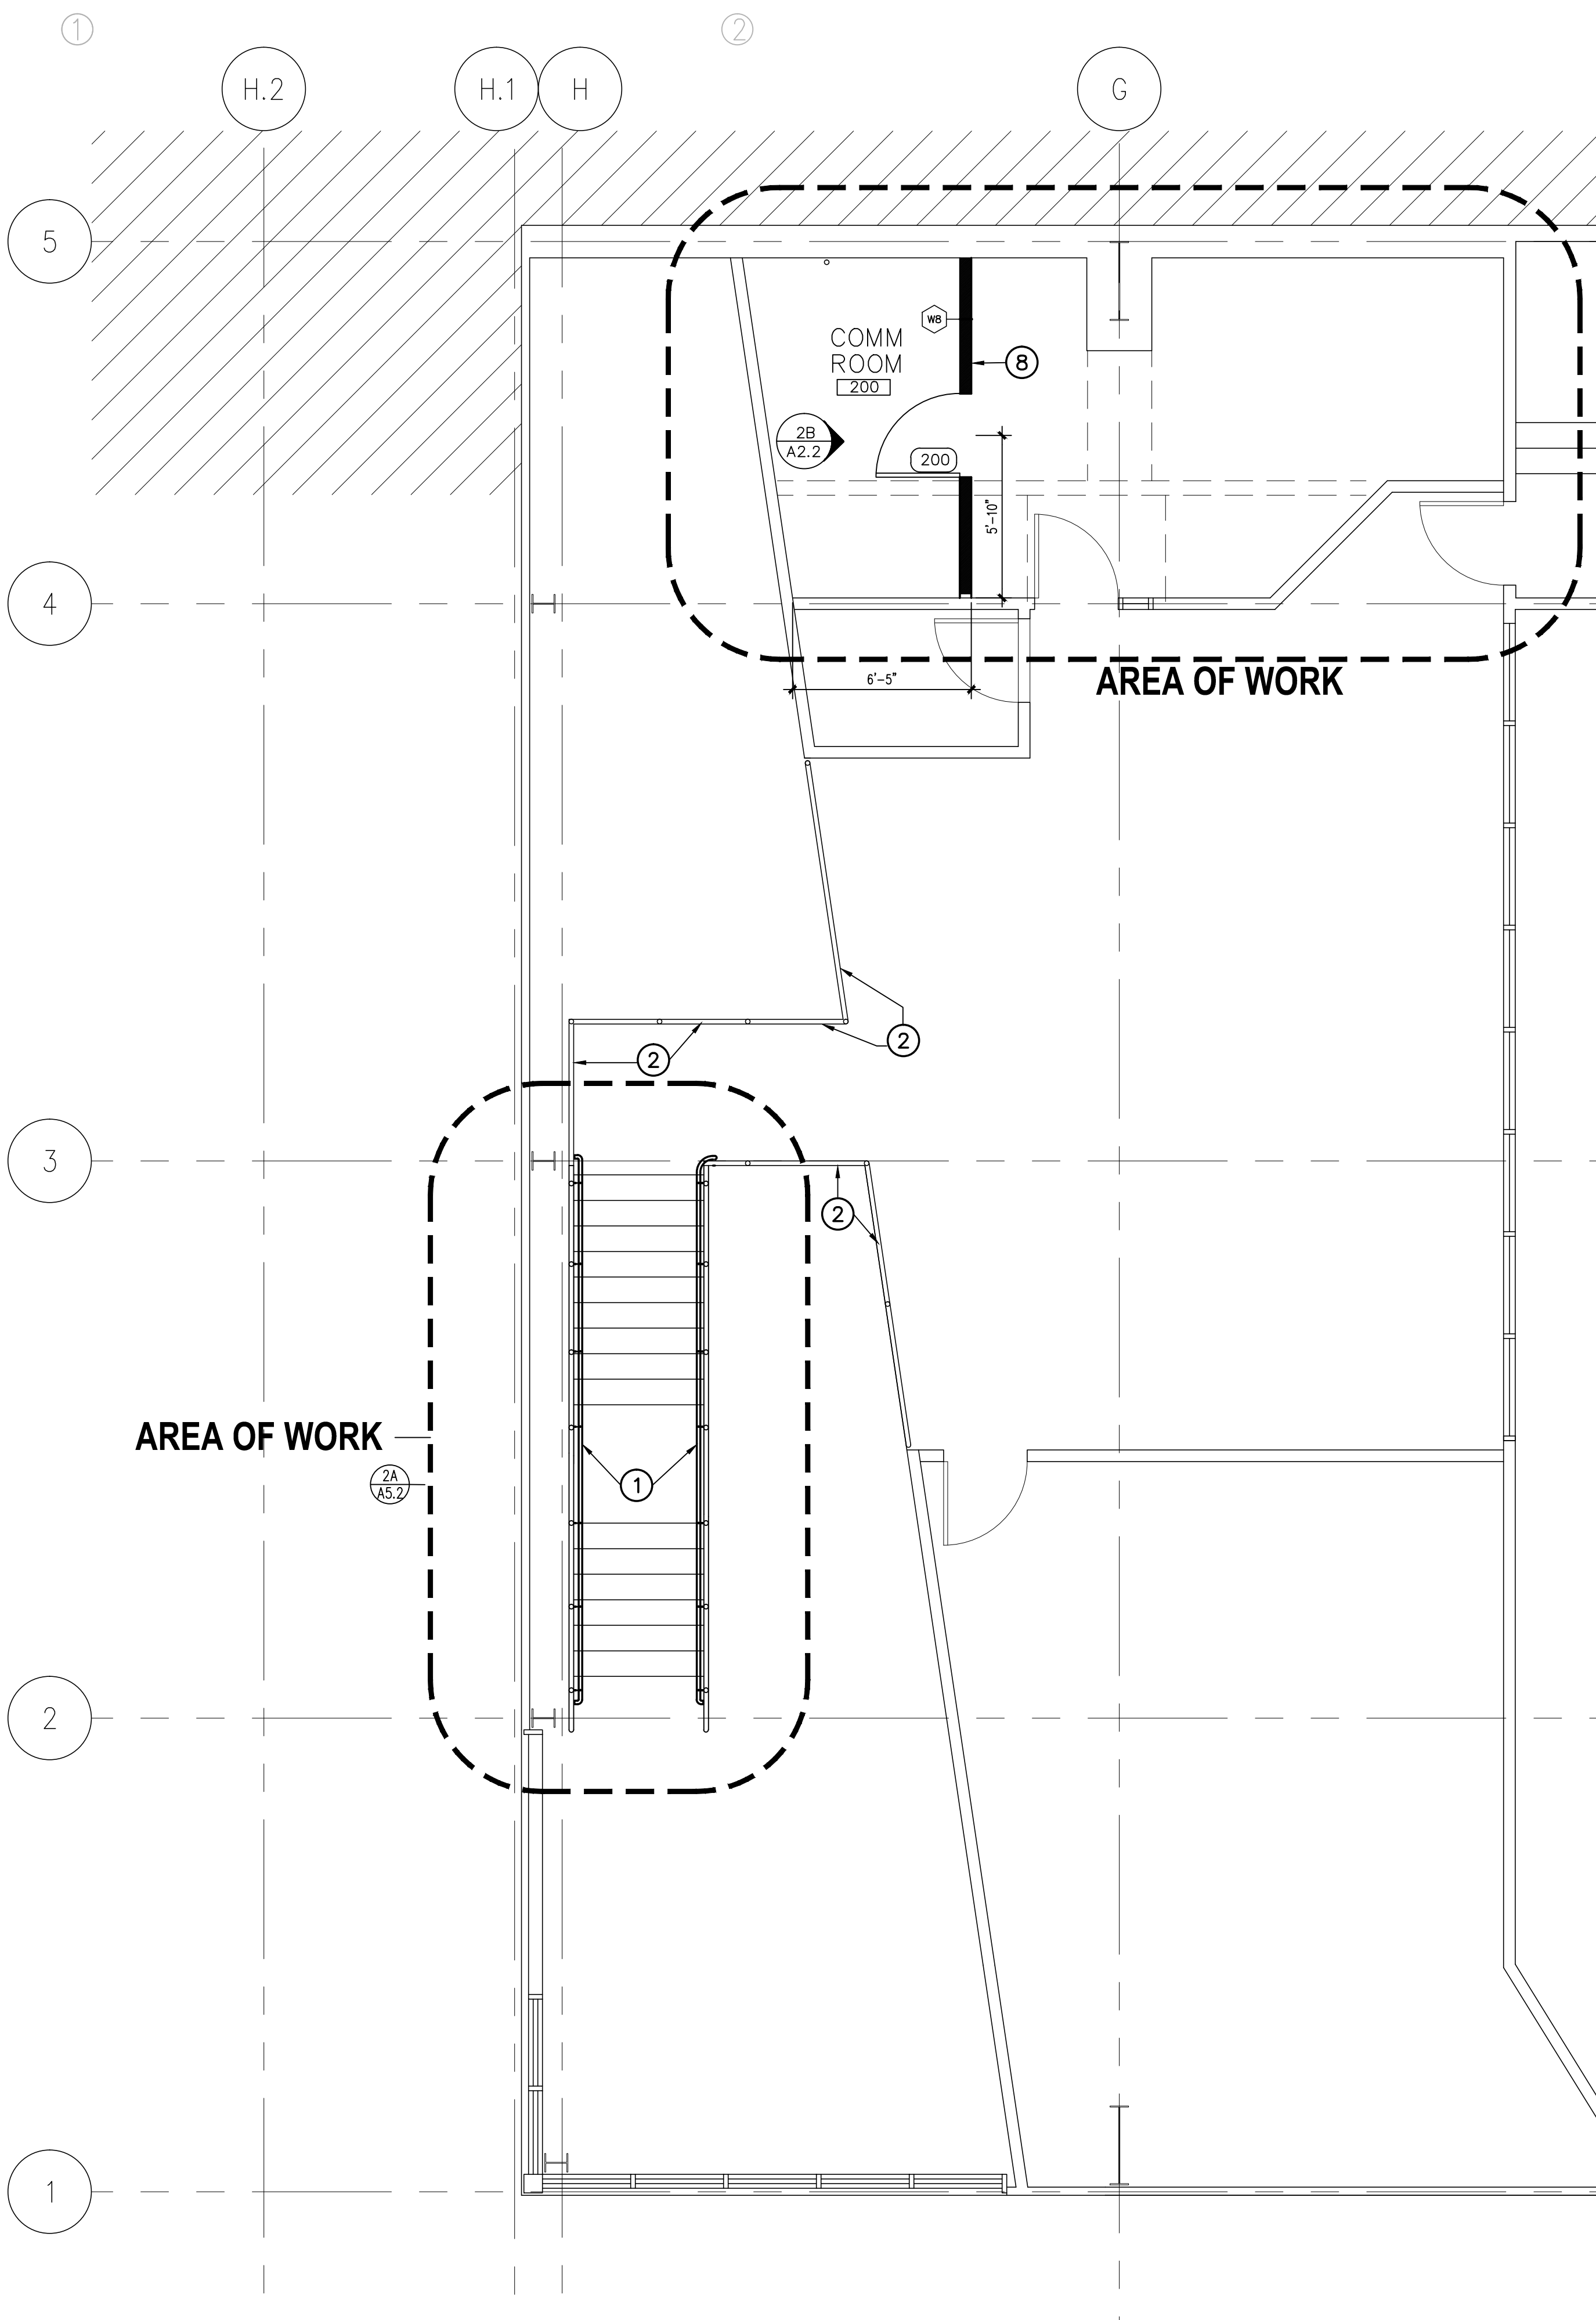 1
2
H.2
H.1
H
G
5
W8
COMM
ROOM
200
8
2B
A2.2
200
5'-10"
4
6'-5"
AREA OF WORK
2
2
3
2
AREA OF WORK
2A
A5.2
1
2
1